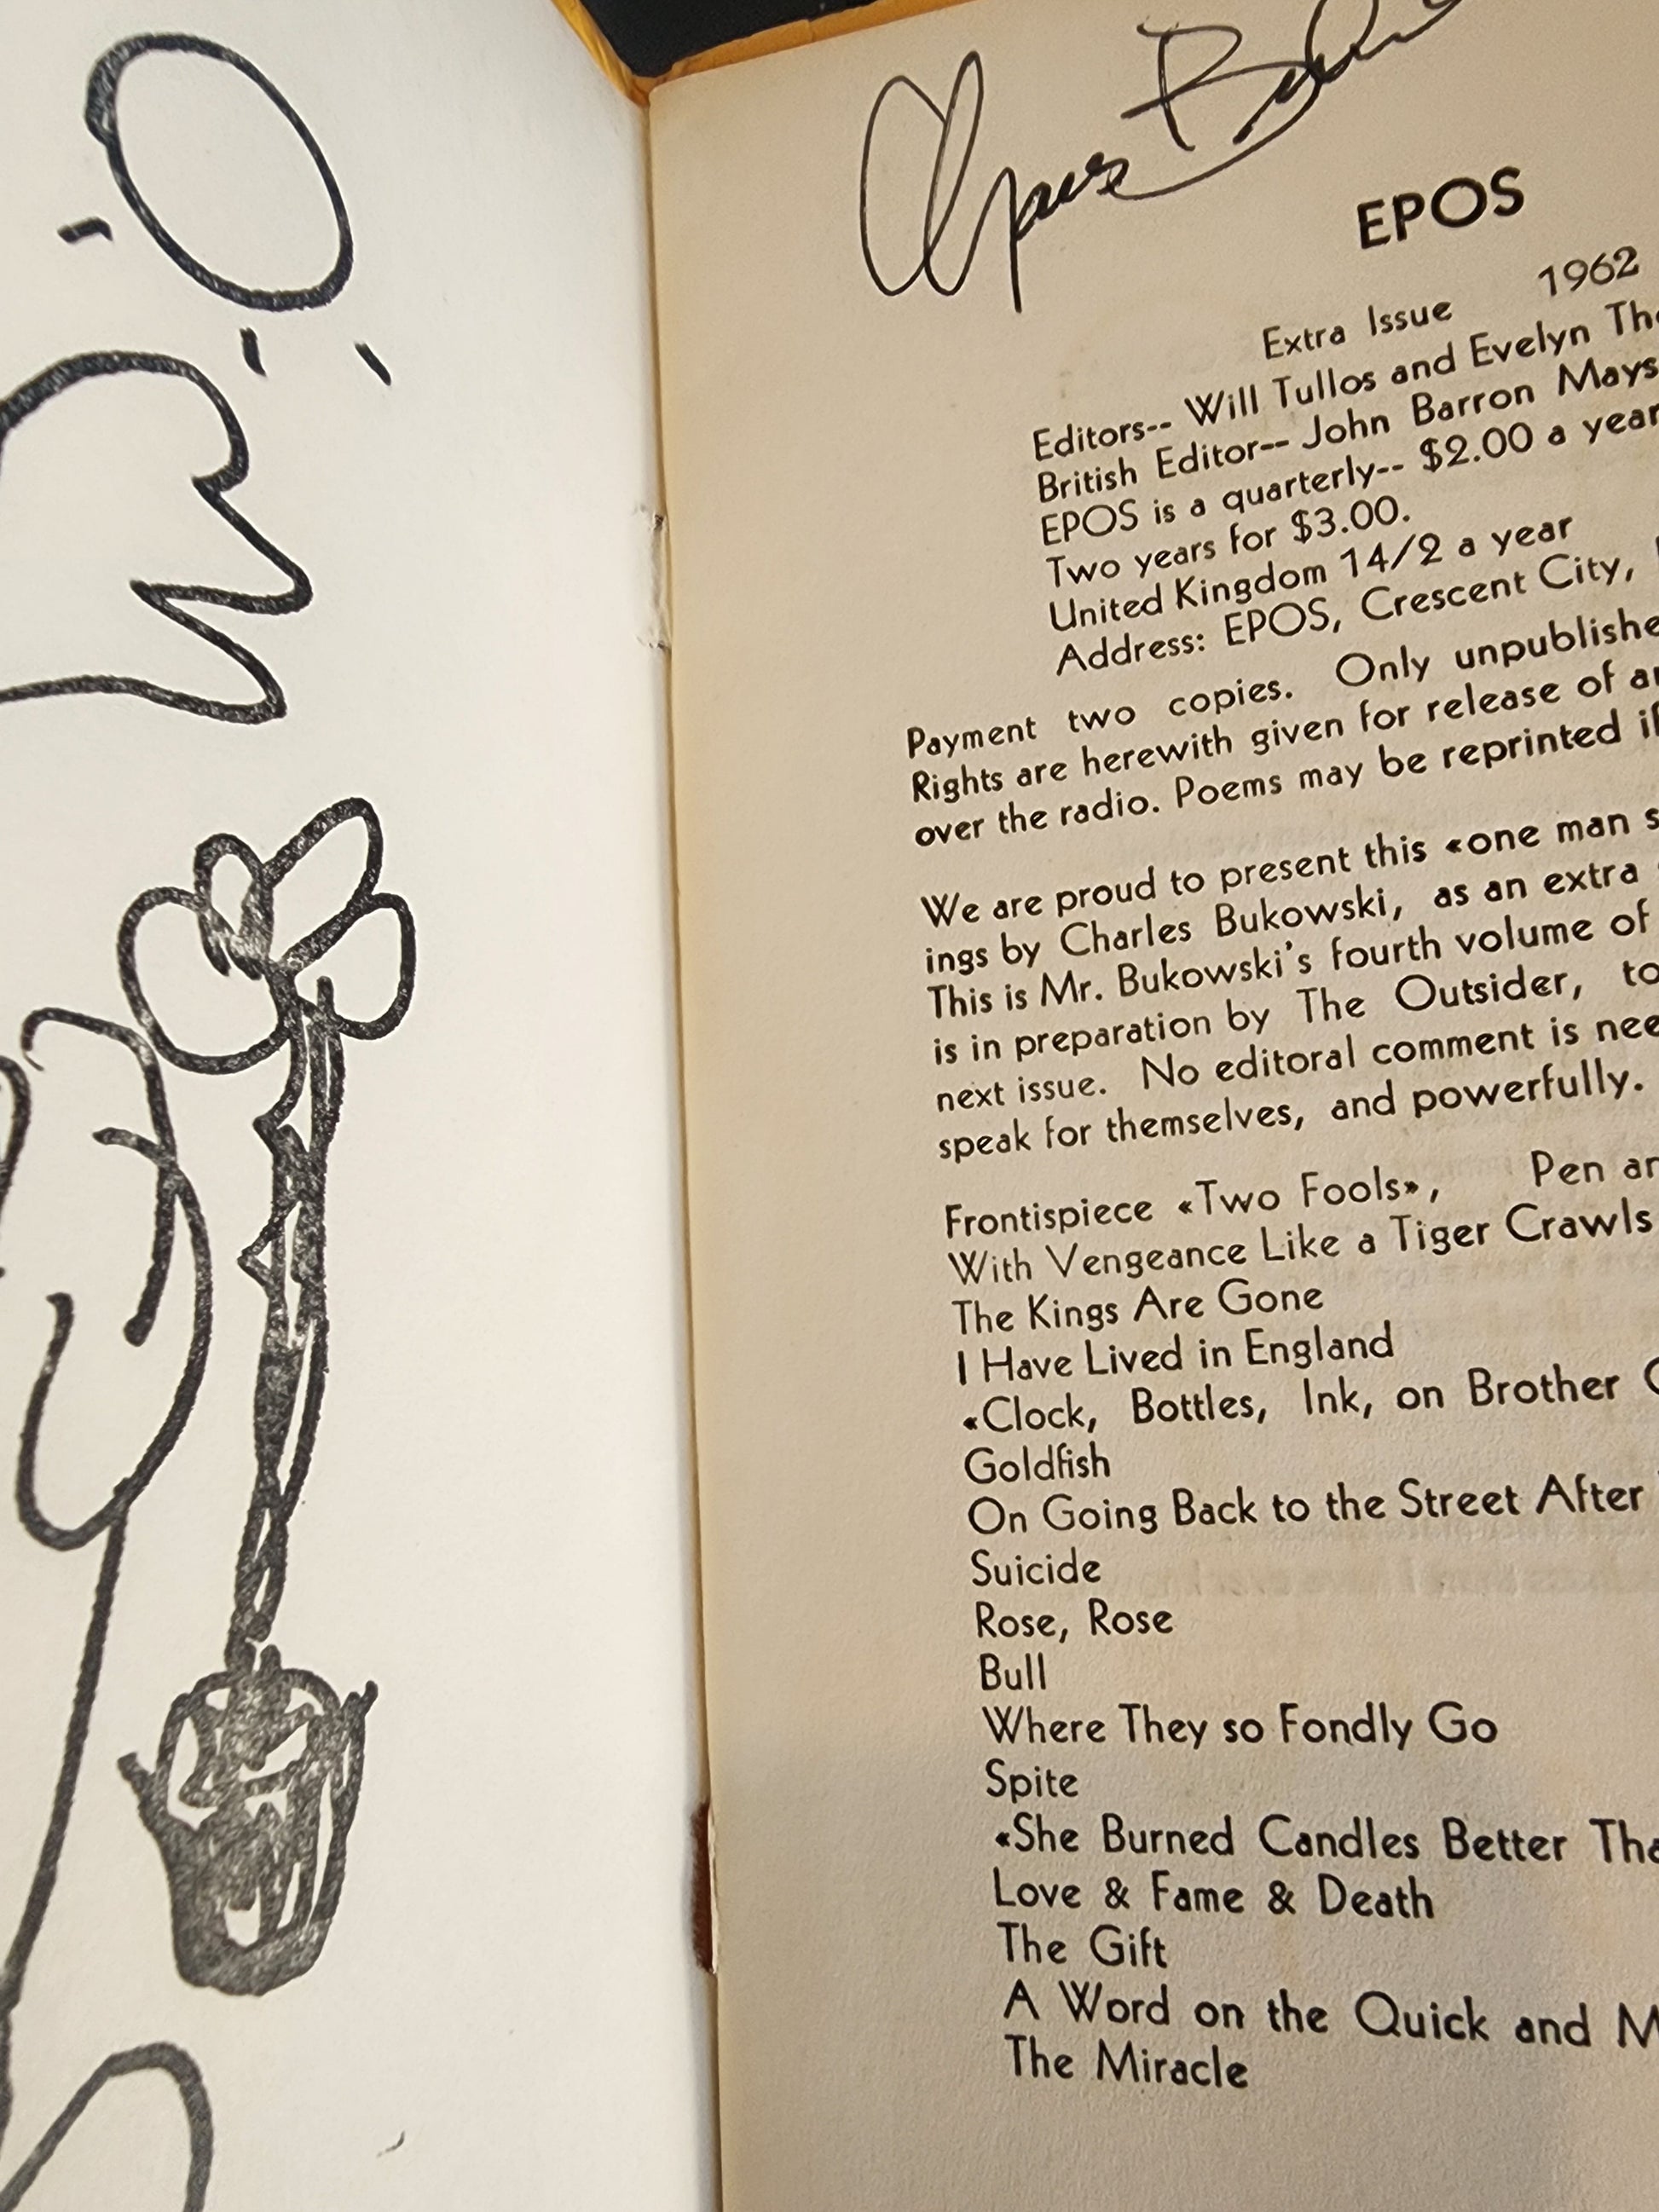 EPOS
Extra Issue 1962
Editors-- Will Tullos and Evelyn
British Editor-- John Barron Mays
EPOS is a quarterly-- $2.00 a year
Two years for $3.00.
United Kingdom 14/2 a year
Address: EPOS, Crescent City,
Payment two copies. Only
Rights are herewith given for release of
over the radio. Poems may be reprinted
We are proud to present this «one man
ings by Charles Bukowski, as an extra
This is Mr. Bukowski's fourth volume of
is in preparation by The Outsider, to
next issue. No editoral comment is
speak for themselves, and powerfully.
Frontispiece «Two Fools», Pen
With Vengeance Like a Tiger Crawls
The Kings Are Gone
I Have Lived in England
«Clock, Bottles, Ink, on Brother
Goldfish
On Going Back to the Street After
Suicide
Rose, Rose
Bull
Where They so Fondly Go
Spite
«She Burned Candles Better
Love & Fame & Death
The Gift
A Word on the Quick and
The Miracle